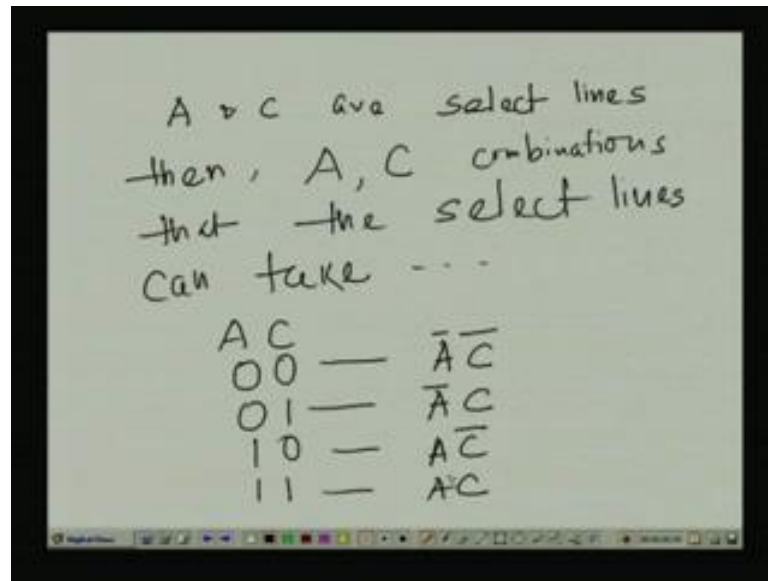 A & C are select lines
then, A, C combinations
that the select lines
can take ---
A C
0 0 — A̅ C̅
0 1 — A̅ C
1 0 — A C̅
1 1 — A C